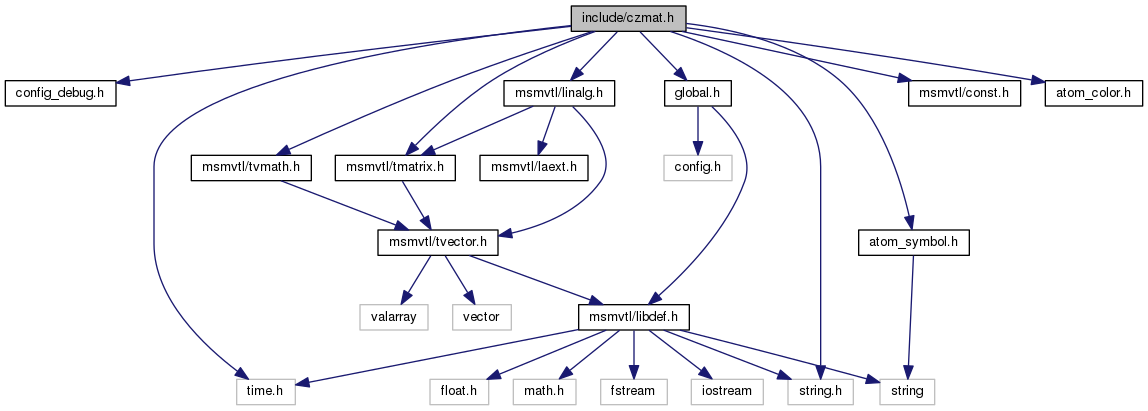 include/czmat.h
config_debug.h
msmvtl/linalg.h
global.h
msmvtl/const.h
atom_color.h
msmvtl/tvmath.h
msmvtl/tmatrix.h
msmvtl/laext.h
config.h
msmvtl/tvector.h
atom_symbol.h
valarray
vector
msmvtl/libdef.h
time.h
float.h
math.h
fstream
iostream
string.h
string